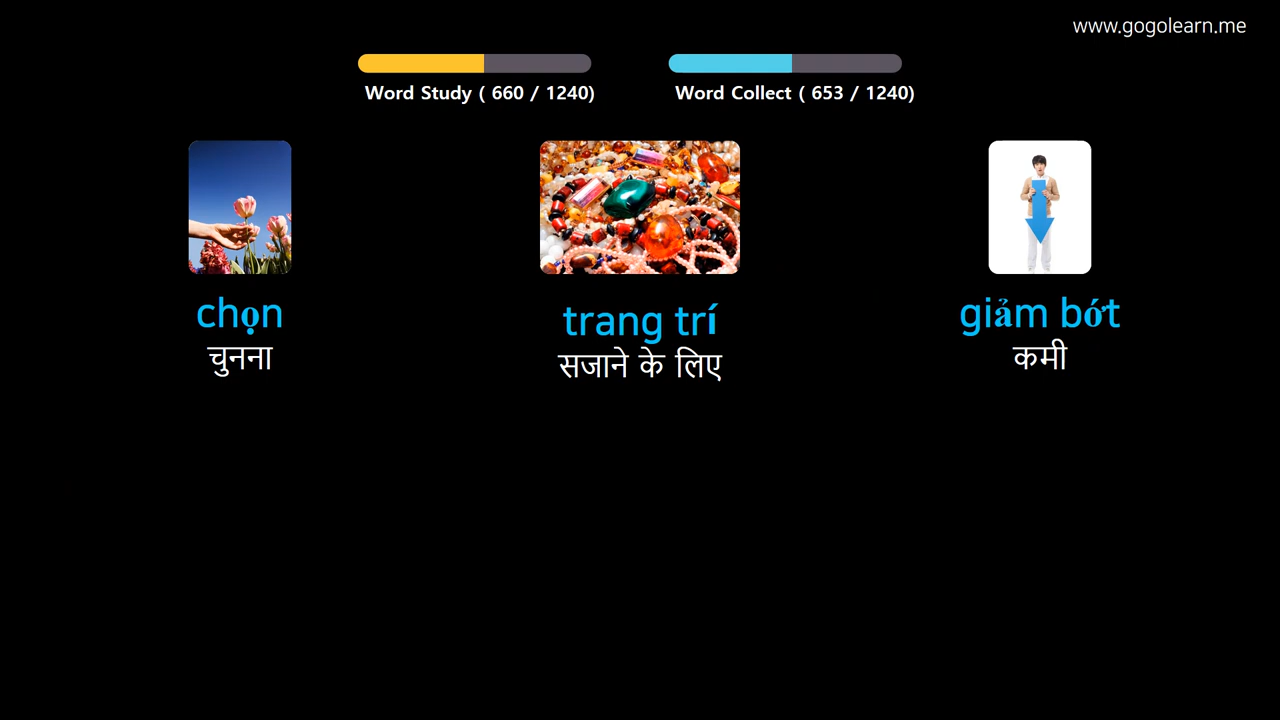 www.gogolearn.me
Word Study ( 660 / 1240)
Word Collect ( 653 / 1240)
chọn
चुनना
trang trí
सजाने के लिए
giảm bớt
कमी